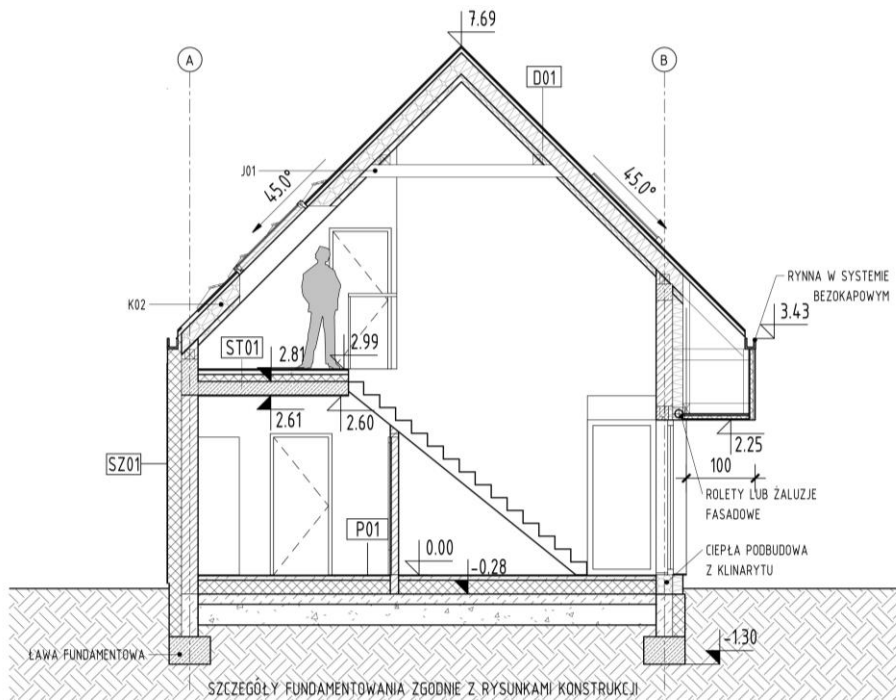 7.69
A
B
D01
J01
45.0°
45.0°
K02
RYNNA W SYSTEMIE
BEZOKAPOWYM
3.43
ST01
2.81
2.99
2.61
2.60
2.25
100
SZ01
ROLETY LUB ŻALUZJE
FASADOWE
P01
0.00
-0.28
CIEPŁA PODBUDOWA
Z KLINARYTU
ŁAWA FUNDAMENTOWA
-1.30
SZCZEGÓŁY FUNDAMENTOWANIA ZGODNIE Z RYSUNKAMI KONSTRUKCJI